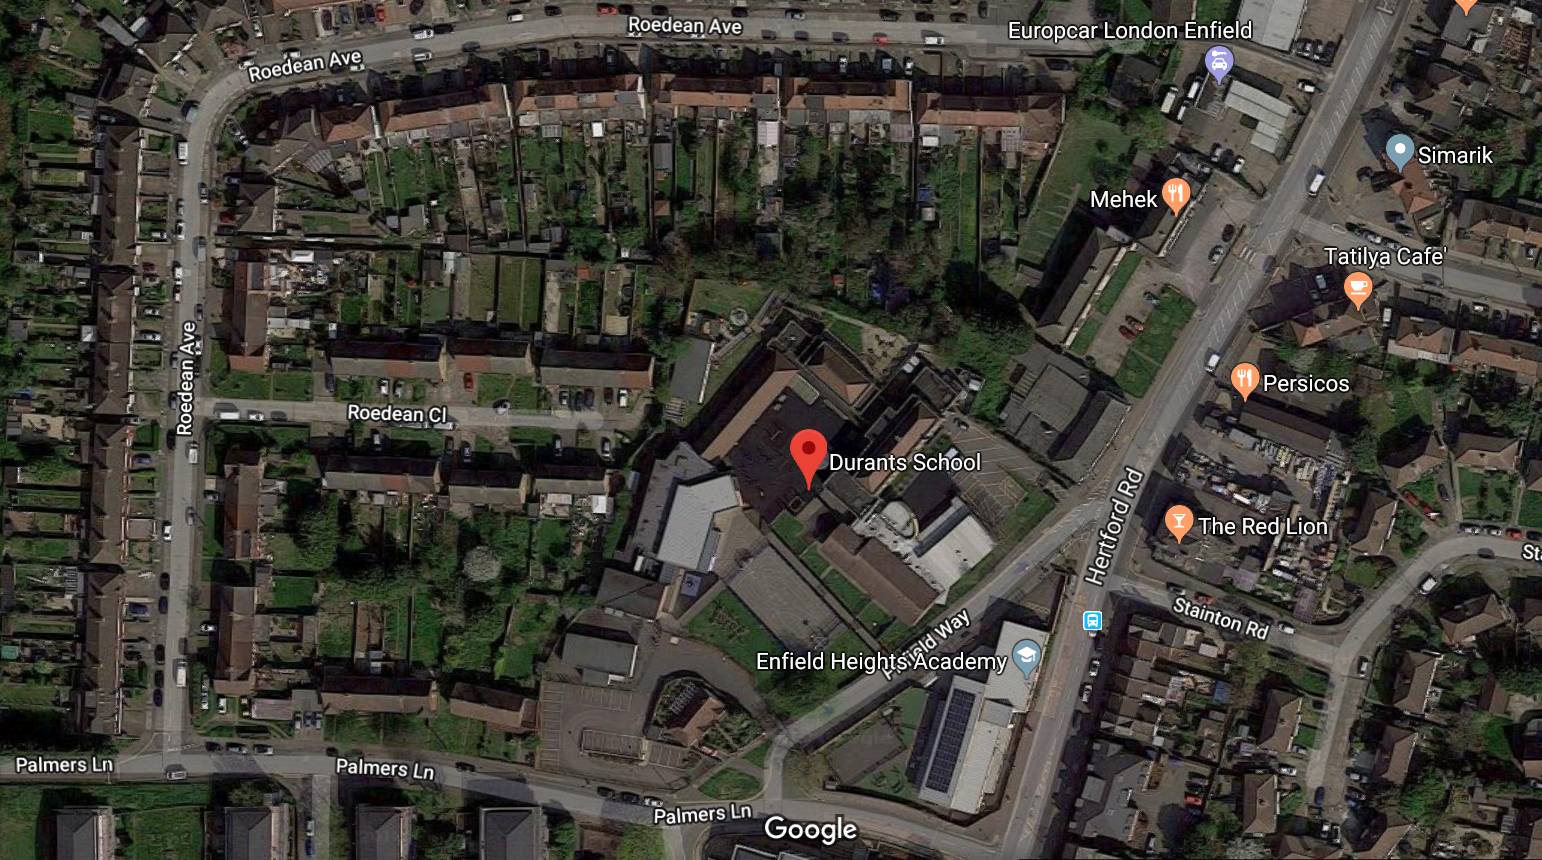 Roedean Ave
Europcar London Enfield
Roedean Ave
Simarik
Mehek
Tatilya Cafe'
Roedean Ave
Persicos
Roedean Cl
Durants School
Hertford Rd
The Red Lion
Stainton Rd
Enfield Heights Academy
Palmers Ln
Palmers Ln
Palmers Ln
Google